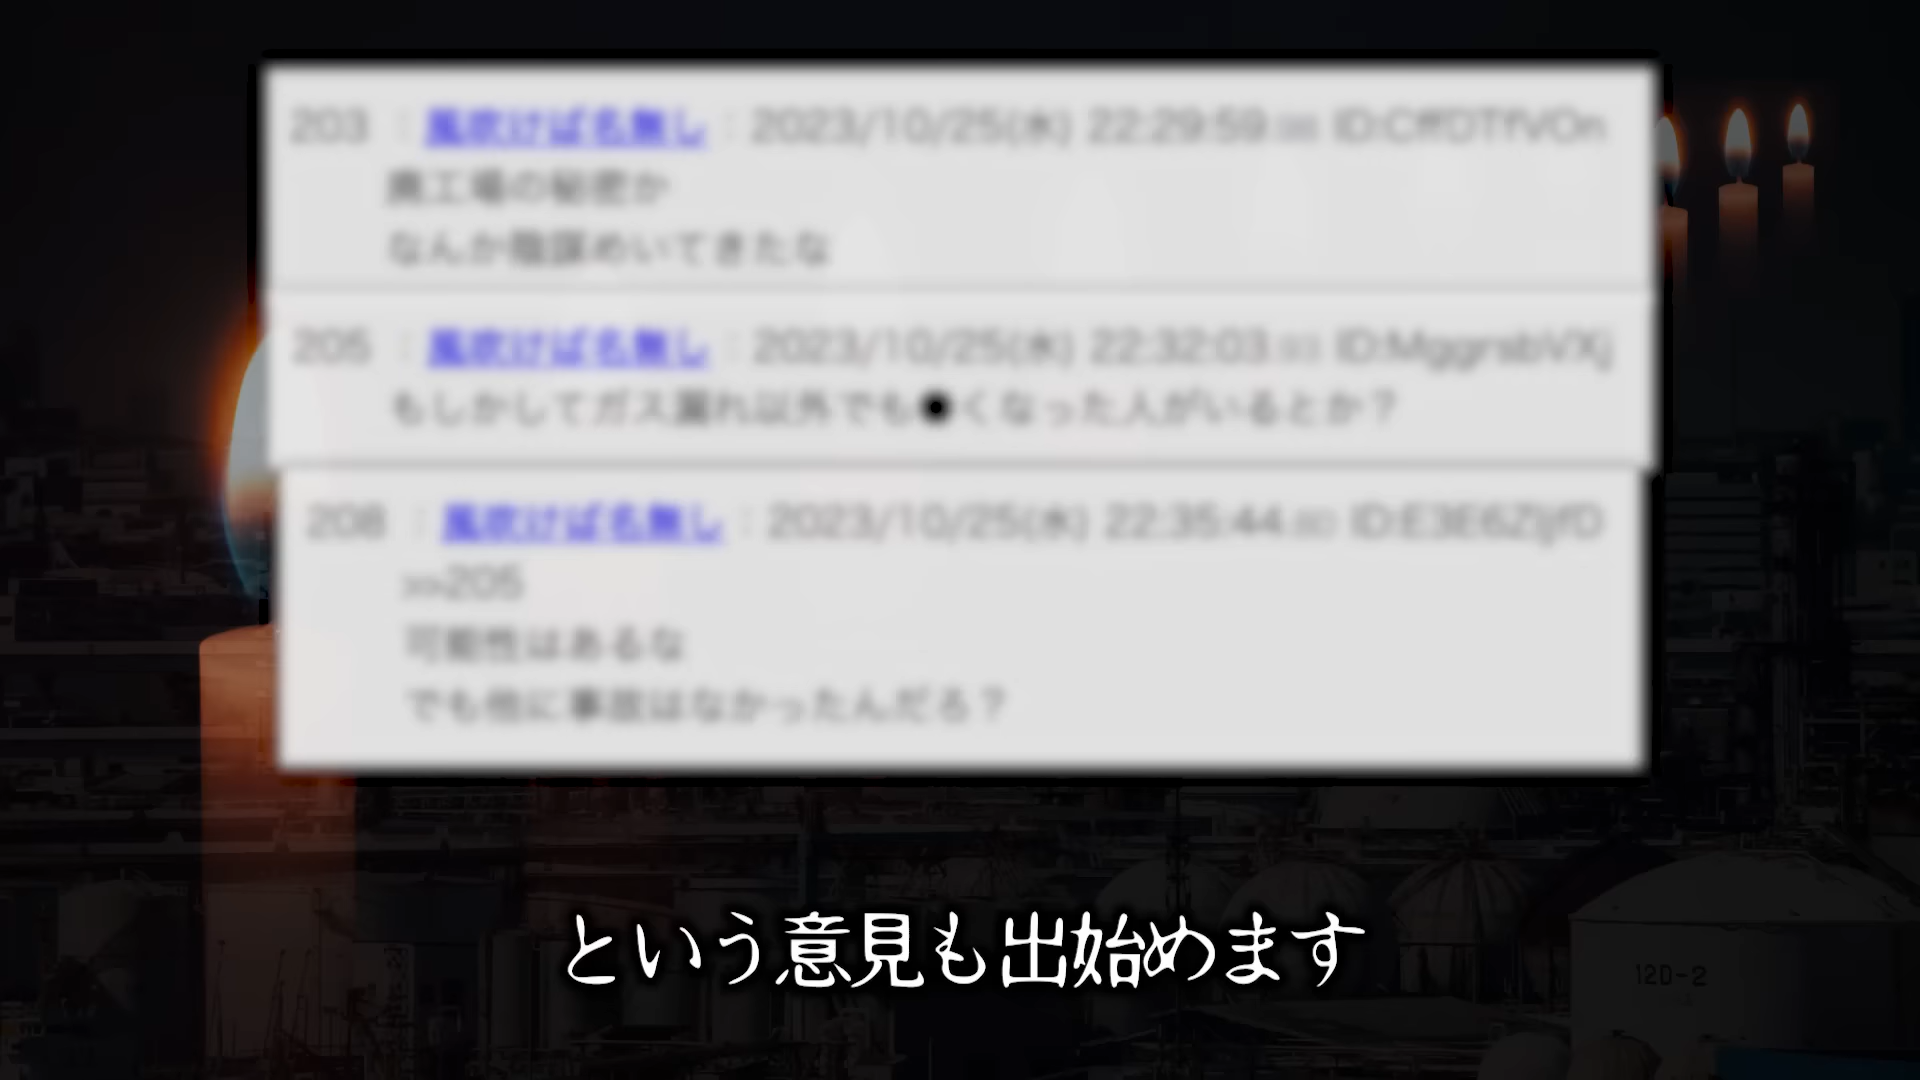 203 ：風吹けば名無し：2023/10/25(水) 22:29:59 ID:CffDTfVOn
廃工場の秘密か
なんか陰謀めいてきたな
205 ：風吹けば名無し：2023/10/25(水) 22:32:03 ID:MggrsbVXj
もしかしてガス漏れ以外でも●くなった人がいるとか？
208 ：風吹けば名無し：2023/10/25(水) 22:35:44
>>205
可能性はあるな
でも他に事故はなかったんだろ？
という意見も出始めます
12D-2